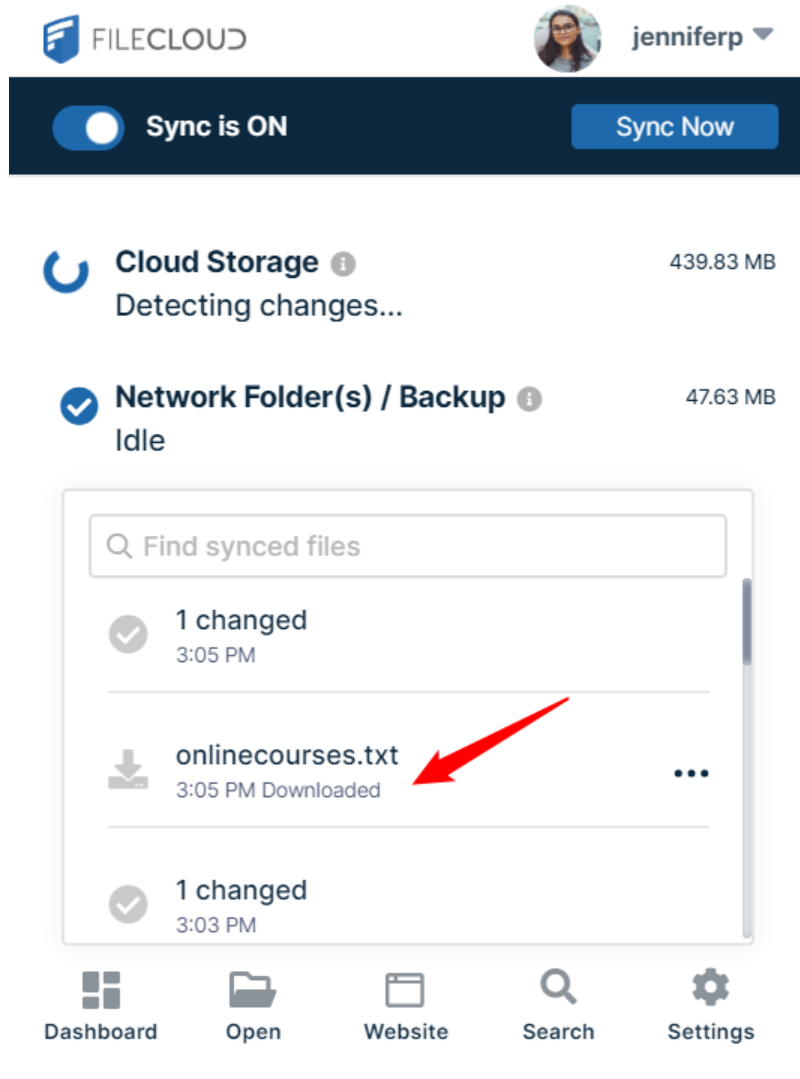 FILECLOUD
jenniferp
Sync is ON
Sync Now
Cloud Storage
439.83 MB
Detecting changes...
Network Folder(s) / Backup
47.63 MB
Idle
Find synced files
1 changed
3:05 PM
onlinecourses.txt
3:05 PM Downloaded
1 changed
3:03 PM
Dashboard
Open
Website
Search
Settings